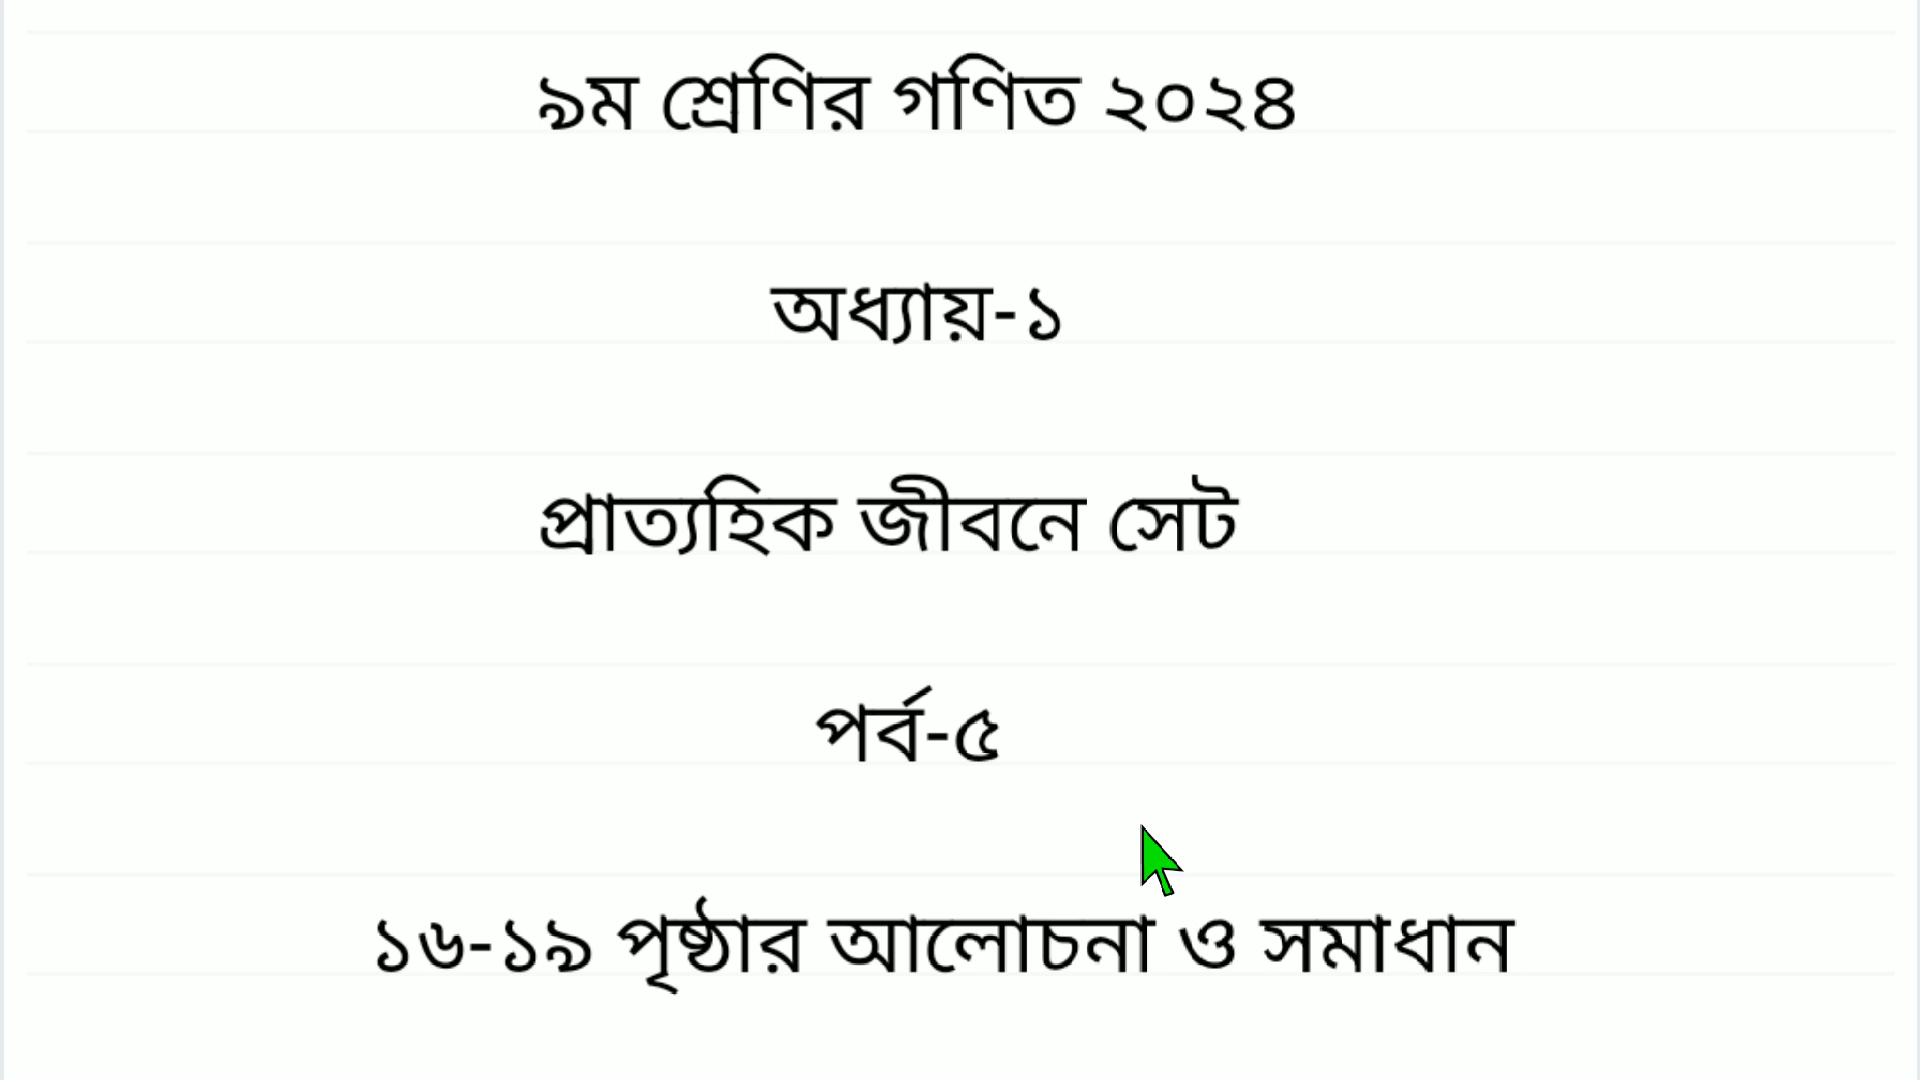 ৯ম শ্রেণির গণিত ২০২৪
অধ্যায়-১
প্রাত্যহিক জীবনে সেট
পর্ব-৫
১৬-১৯ পৃষ্ঠার আলোচনা ও সমাধান